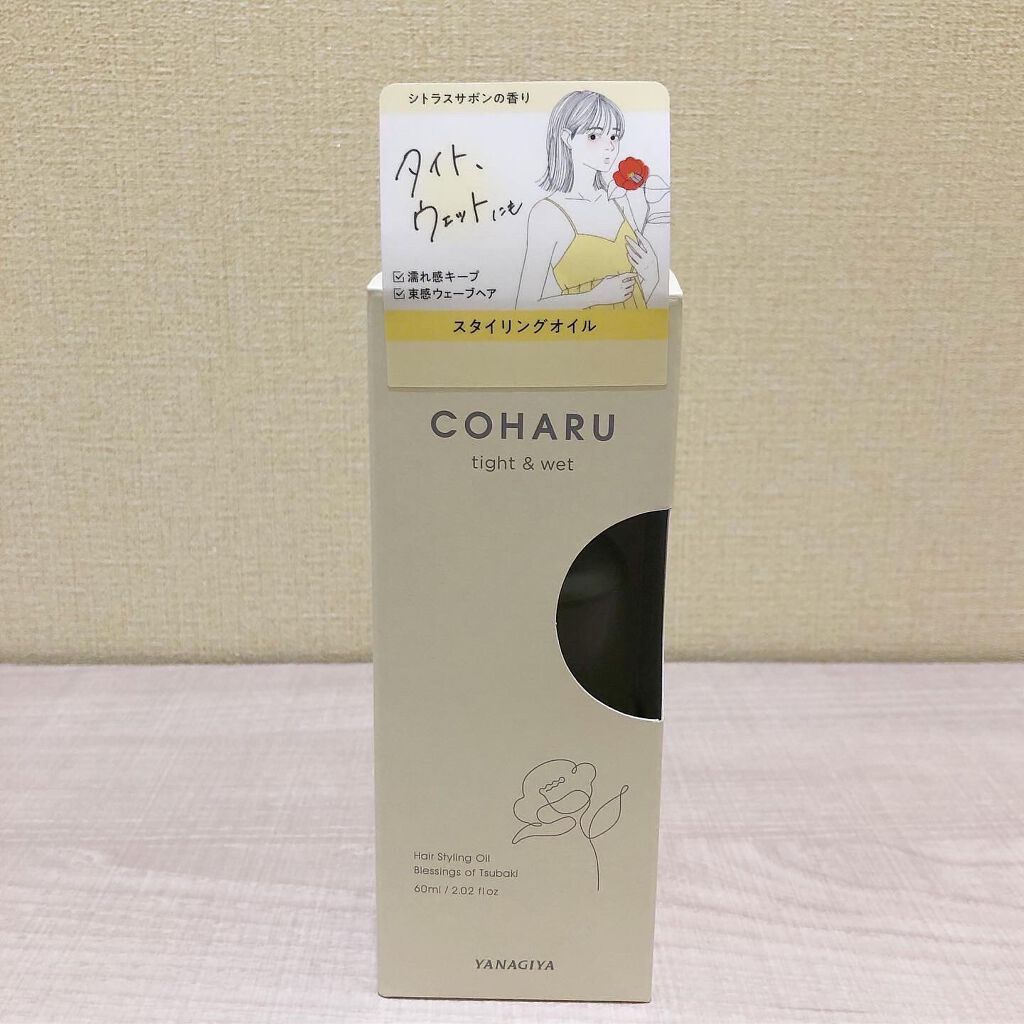 シトラスサボンの香り
タイト、
ウェットにも
濡れ感キープ
束感ウェーブヘア
スタイリングオイル
COHARU
tight & wet
Hair Styling Oil
Blessings of Tsubaki
60ml / 2.02 fl oz
YANAGIYA